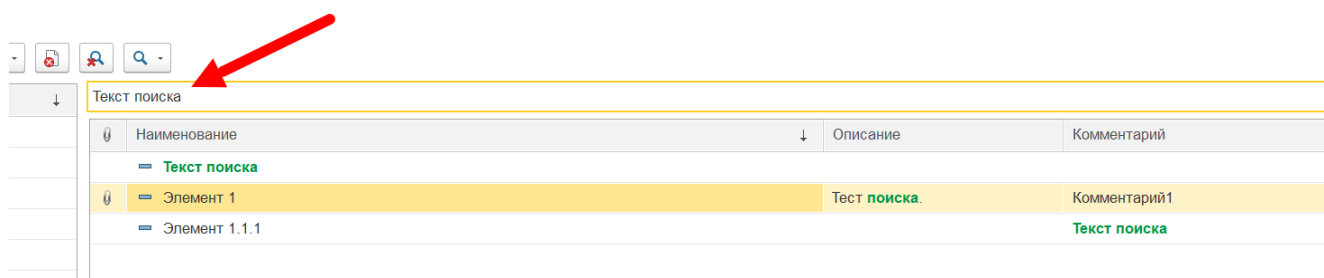 Текст поиска
Наименование Описание Комментарий
Текст поиска
Элемент 1 Тест поиска. Комментарий1
Элемент 1.1.1 Текст поиска